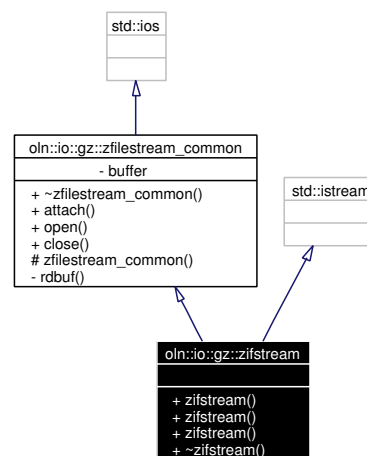 std::ios
oln::io::gz::zfilestream_common
- buffer
+ ~zfilestream_common()
+ attach()
+ open()
+ close()
# zfilestream_common()
- rdbuf()
std::istream
oln::io::gz::zifstream
+ zifstream()
+ zifstream()
+ zifstream()
+ ~zifstream()